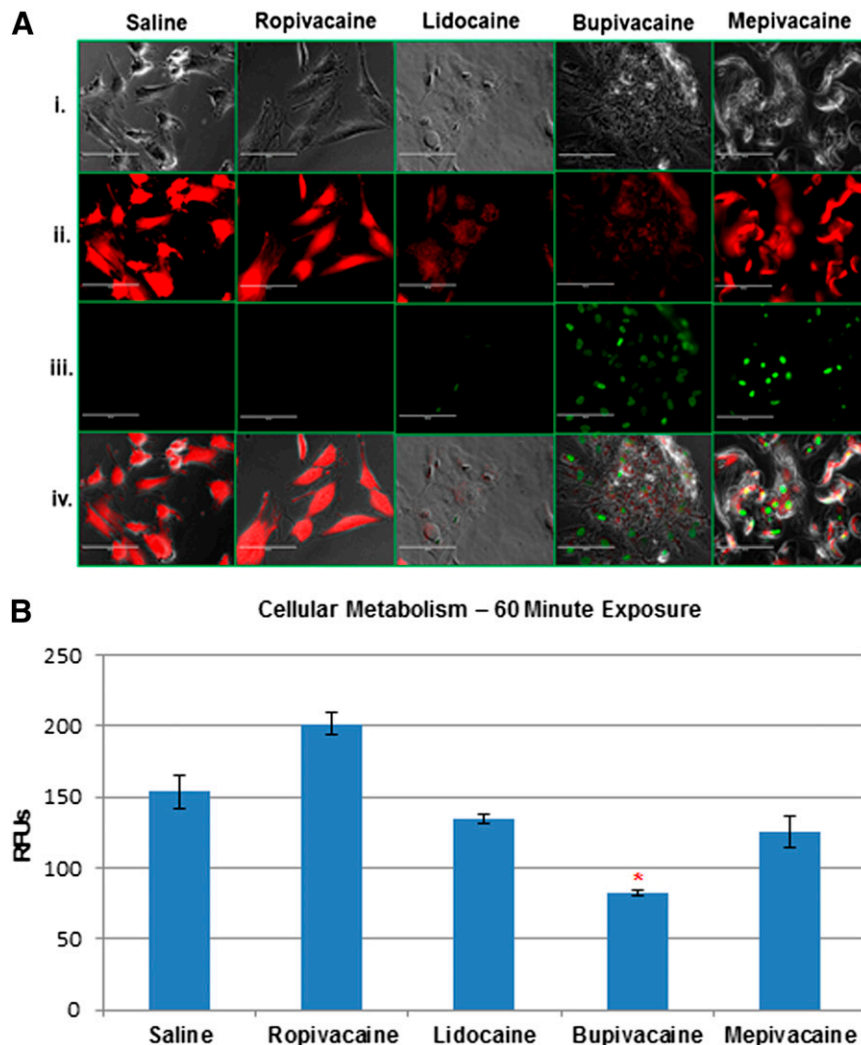 A
Saline Ropivacaine Lidocaine Bupivacaine Mepivacaine
i.
ii.
iii.
iv.
B
Cellular Metabolism – 60 Minute Exposure
250
200
150
100
50
0
RFUs
*
Saline Ropivacaine Lidocaine Bupivacaine Mepivacaine